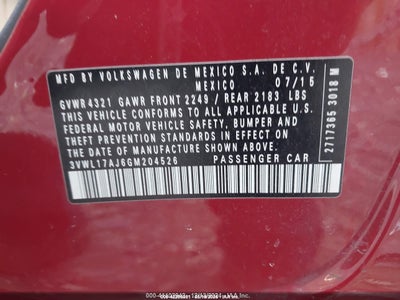 MFD BY VOLKSWAGEN DE MEXICO S.A. DE C.V.
MEXICO 07/15
GVWR 4321 GAWR FRONT 2249 / REAR 2183 LBS
THIS VEHICLE CONFORMS TO ALL APPLICABLE U.S.
FEDERAL MOTOR VEHICLE SAFETY, BUMPER AND
THEFT PREVENTION STANDARDS IN EFFECT ON
THE DATE OF MANUFACTURE SHOWN ABOVE.
3VWL17AJ6GM204526 PASSENGER CAR
2717365 3018 M